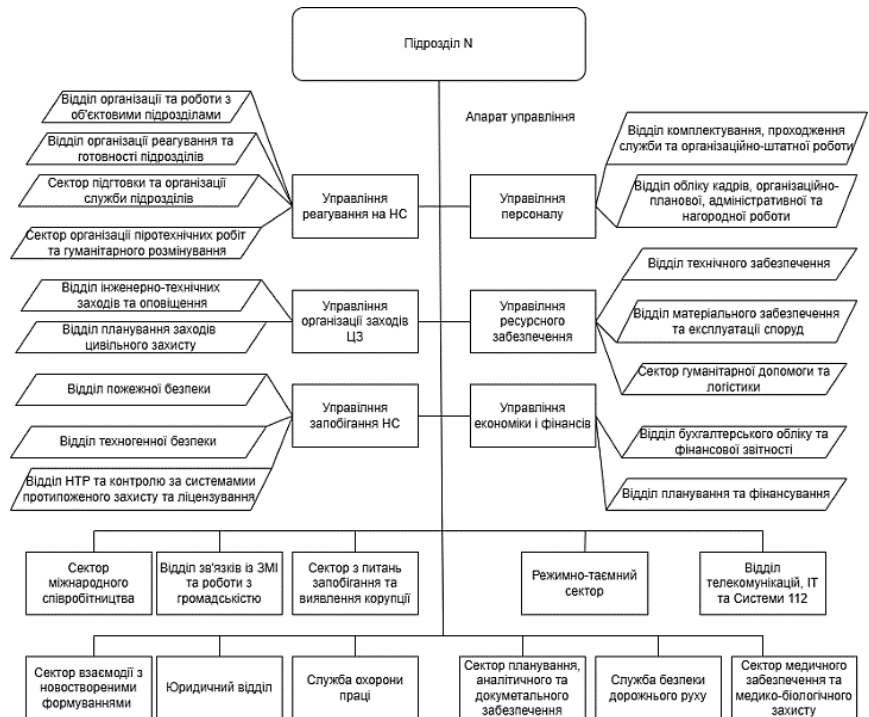 Підрозділ N
Апарат управління
Відділ організації та роботи з
об'єктовими підрозділами
Відділ організації реагування та
готовності підрозділів
Сектор підгтовки та організації
служби підрозділів
Сектор організації піротехнічних робіт
та гуманітарного розмінування
Управління
реагування на НС
Управілння
персоналу
Відділ комплектування, проходження
служби та організаційно-штатної роботи
Відділ обліку кадрів, організаційно-
планової, адміністративної та
нагородної роботи
Відділ інженерно-технічних
заходів та оповіщення
Відділ планування заходів
цивільного захисту
Управління
організації заходів
ЦЗ
Управілння
ресурсного
забезпечення
Відділ технічного забезпечення
Відділ матеріального забезпечення
та експлуатації споруд
Сектор гуманітарної допомоги та
логістики
Відділ пожежної безпеки
Відділ техногенної безпеки
Відділ НТР та контролю за системамии
протипоженого захисту та ліцензування
Управілння
запобігання НС
Управілння
економіки і фінансів
Відділ бухгалтерського обліку та
фінансової звітності
Відділ планування та фінансування
Сектор
міжнародного
співробітництва
Відділ зв'язків із ЗМІ
та роботи з
громадськістю
Сектор з питань
запобігання та
виявлення корупції
Режимно-таємний
сектор
Відділ
телекомунікацій, ІТ
та Системи 112
Сектор взаємодії з
новоствореними
формуваннями
Юридичний відділ
Служба охорони
праці
Сектор планування,
аналітичного та
докуметального
забезпечення
Служба безпеки
дорожнього руху
Сектор медичного
забезпечення та
медико-біологічного
захисту